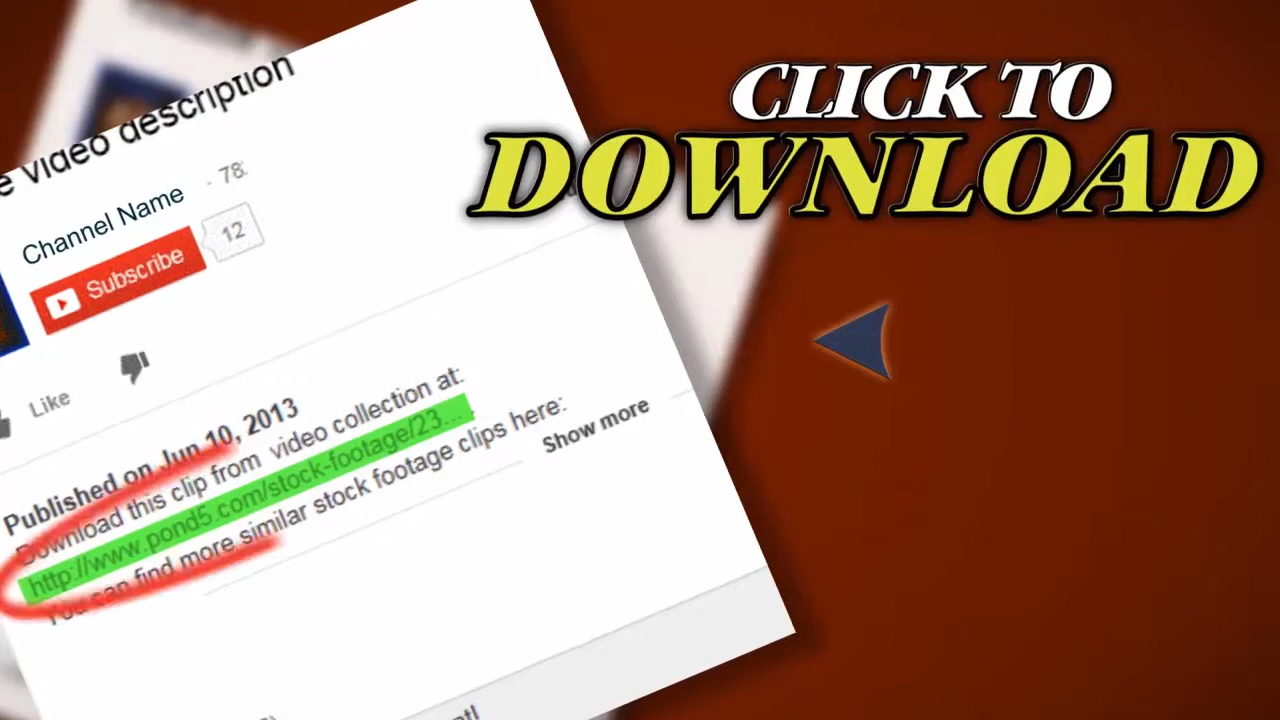 CLICK TO
DOWNLOAD
e video description
Channel Name
Subscribe
12
Like
Published on Jun 10, 2013
Download this clip from video collection at:
http://www.pond5.com/stock-footage/23...
You can find more similar stock footage clips here:
Show more